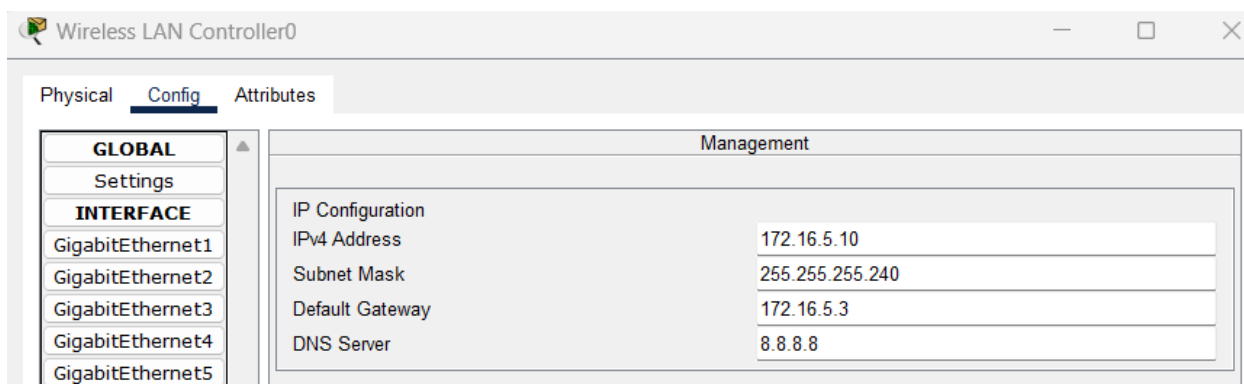 Wireless LAN Controller0
Physical Config Attributes
GLOBAL
Settings
INTERFACE
GigabitEthernet1
GigabitEthernet2
GigabitEthernet3
GigabitEthernet4
GigabitEthernet5
Management
IP Configuration
IPv4 Address 172.16.5.10
Subnet Mask 255.255.255.240
Default Gateway 172.16.5.3
DNS Server 8.8.8.8